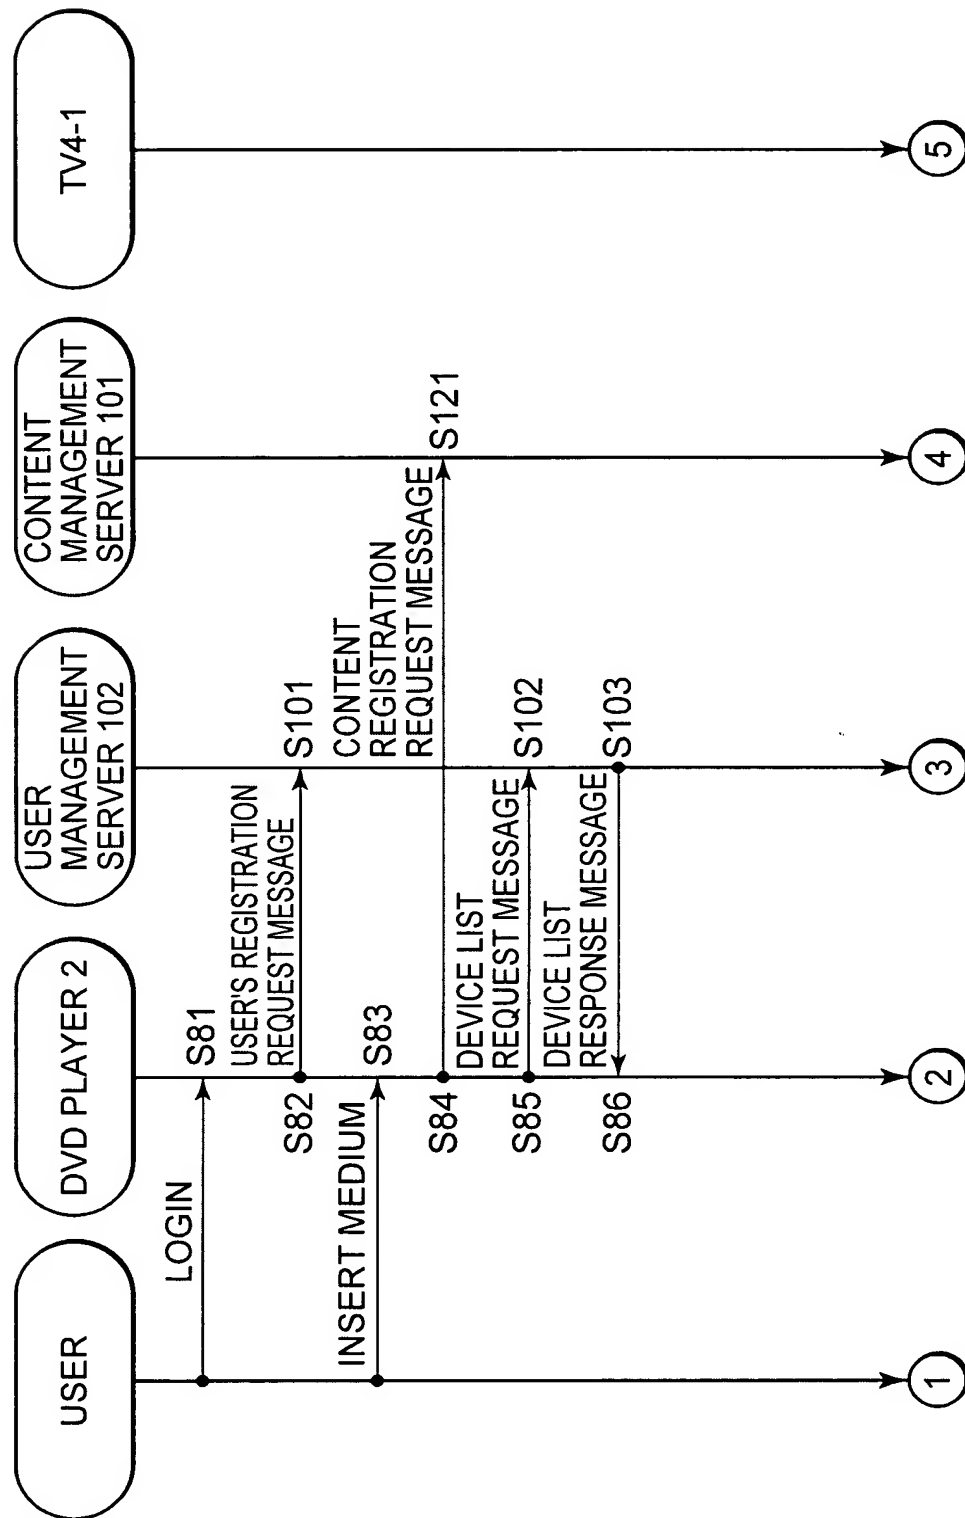 USER
DVD PLAYER 2
USER
MANAGEMENT
SERVER 102
CONTENT
MANAGEMENT
SERVER 101
TV4-1
LOGIN
S81
S82
USER'S REGISTRATION
REQUEST MESSAGE
S101
INSERT MEDIUM
S83
S84
CONTENT
REGISTRATION
REQUEST MESSAGE
S121
S85
DEVICE LIST
REQUEST MESSAGE
S102
S86
DEVICE LIST
RESPONSE MESSAGE
S103
1
2
3
4
5